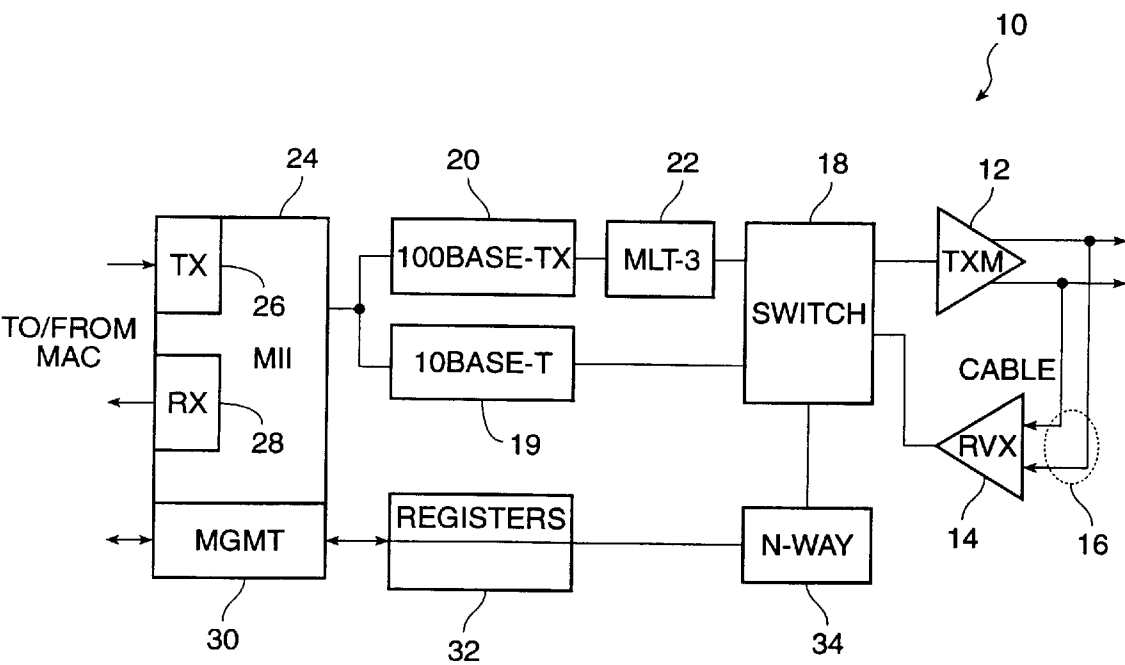 10
24
20
22
18
12
TX
26
100BASE-TX
MLT-3
TXM
SWITCH
TO/FROM
MAC
MII
10BASE-T
CABLE
RX
28
19
RVX
14
16
REGISTERS
MGMT
N-WAY
30
32
34